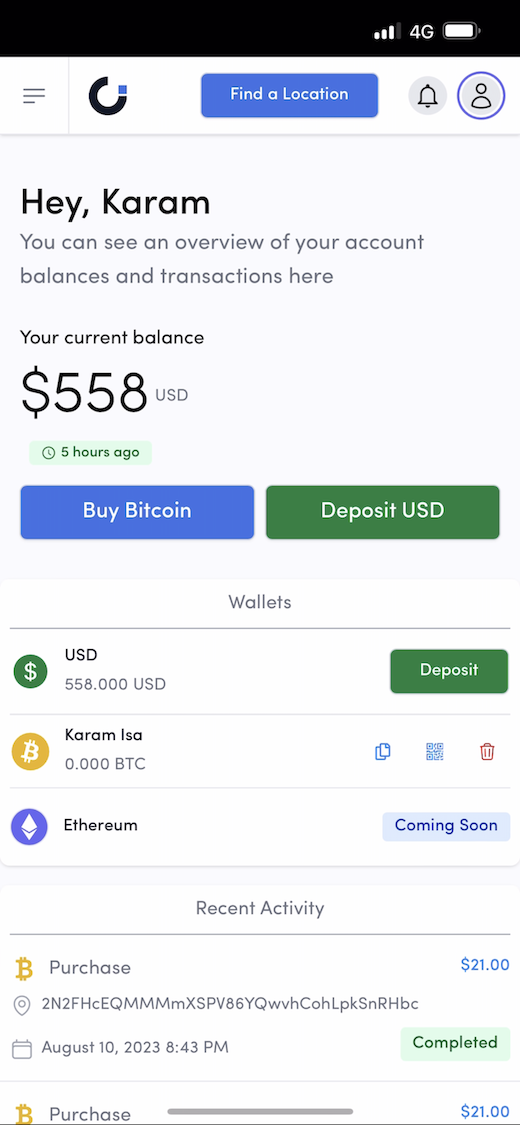 4G
Find a Location
Hey, Karam
You can see an overview of your account
balances and transactions here
Your current balance
$558 USD
5 hours ago
Buy Bitcoin
Deposit USD
Wallets
USD
558.000 USD
Deposit
Karam Isa
0.000 BTC
Ethereum
Coming Soon
Recent Activity
Purchase
$21.00
2N2FHcEQMMMmXSPV86YQwvhCohLpkSnRHbc
August 10, 2023 8:43 PM
Completed
Purchase
$21.00